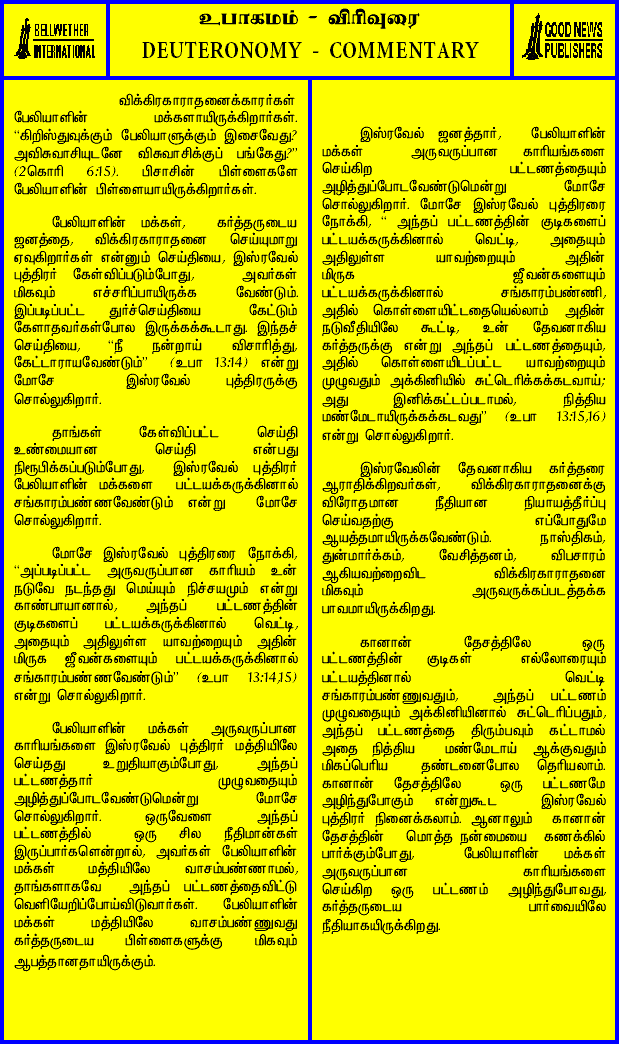 BELLWETHER
INTERNATIONAL
உபாகமம் - விரிவுரை
DEUTERONOMY - COMMENTARY
GOOD NEWS
PUBLISHERS
விக்கிரகாராதனைக்காரர்கள்
பேலியாளின் மக்களாயிருக்கிறார்கள்.
“கிறிஸ்துவுக்கும் பேலியாளுக்கும் இசைவேது?
அவிசுவாசியுடனே விசுவாசிக்குப் பங்கேது?”
(2கொரி 6:15). பிசாசின் பிள்ளைகளே
பேலியாளின் பிள்ளையாயிருக்கிறார்கள்.
பேலியாளின் மக்கள், கர்த்தருடைய
ஜனத்தை, விக்கிரகாராதனை செய்யுமாறு
ஏவுகிறார்கள் என்னும் செய்தியை, இஸ்ரவேல்
புத்திரர் கேள்விப்படும்போது, அவர்கள்
மிகவும் எச்சரிப்பாயிருக்க வேண்டும்.
இப்படிப்பட்ட துர்ச்செய்தியை கேட்டும்
கேளாதவர்கள்போல இருக்கக்கூடாது. இந்தச்
செய்தியை, “நீ நன்றாய் விசாரித்து,
கேட்டாராயவேண்டும்” (உபா 13:14) என்று
மோசே இஸ்ரவேல் புத்திரருக்கு
சொல்லுகிறார்.
தாங்கள் கேள்விப்பட்ட செய்தி
உண்மையான செய்தி என்பது
நிரூபிக்கப்படும்போது, இஸ்ரவேல் புத்திரர்
பேலியாளின் மக்களை பட்டயக்கருக்கினால்
சங்காரம்பண்ணவேண்டும் என்று மோசே
சொல்லுகிறார்.
மோசே இஸ்ரவேல் புத்திரரை நோக்கி,
“அப்படிப்பட்ட அருவருப்பான காரியம் உன்
நடுவே நடந்தது மெய்யும் நிச்சயமும் என்று
காண்பாயானால், அந்தப் பட்டணத்தின்
குடிகளைப் பட்டயக்கருக்கினால் வெட்டி,
அதையும் அதிலுள்ள யாவற்றையும் அதின்
மிருக ஜீவன்களையும் பட்டயக்கருக்கினால்
சங்காரம்பண்ணவேண்டும்” (உபா 13:14,15)
என்று சொல்லுகிறார்.
பேலியாளின் மக்கள் அருவருப்பான
காரியங்களை இஸ்ரவேல் புத்திரர் மத்தியிலே
செய்தது உறுதியாகும்போது, அந்தப்
பட்டணத்தார் முழுவதையும்
அழித்துப்போடவேண்டுமென்று மோசே
சொல்லுகிறார். ஒருவேளை அந்தப்
பட்டணத்தில் ஒரு சில நீதிமான்கள்
இருப்பார்களென்றால், அவர்கள் பேலியாளின்
மக்கள் மத்தியிலே வாசம்பண்ணாமல்,
தாங்களாகவே அந்தப் பட்டணத்தைவிட்டு
வெளியேறிப்போய்விடுவார்கள். பேலியாளின்
மக்கள் மத்தியிலே வாசம்பண்ணுவது
கர்த்தருடைய பிள்ளைகளுக்கு மிகவும்
ஆபத்தானதாயிருக்கும்.
இஸ்ரவேல் ஜனத்தார், பேலியாளின்
மக்கள் அருவருப்பான காரியங்களை
செய்கிற பட்டணத்தையும்
அழித்துப்போடவேண்டுமென்று மோசே
சொல்லுகிறார். மோசே இஸ்ரவேல் புத்திரரை
நோக்கி, “ அந்தப் பட்டணத்தின் குடிகளைப்
பட்டயக்கருக்கினால் வெட்டி, அதையும்
அதிலுள்ள யாவற்றையும் அதின்
மிருக ஜீவன்களையும்
பட்டயக்கருக்கினால் சங்காரம்பண்ணி,
அதில் கொள்ளையிட்டதையெல்லாம் அதின்
நடுவீதியிலே கூட்டி, உன் தேவனாகிய
கர்த்தருக்கு என்று அந்தப் பட்டணத்தையும்,
அதில் கொள்ளையிடப்பட்ட யாவற்றையும்
முழுவதும் அக்கினியில் சுட்டெரிக்கக்கடவாய்;
அது இனிக்கட்டப்படாமல், நித்திய
மண்மேடாயிருக்கக்கடவது” (உபா 13:15,16)
என்று சொல்லுகிறார்.
இஸ்ரவேலின் தேவனாகிய கர்த்தரை
ஆராதிக்கிறவர்கள், விக்கிரகாராதனைக்கு
விரோதமான நீதியான நியாயத்தீர்ப்பு
செய்வதற்கு எப்போதுமே
ஆயத்தமாயிருக்கவேண்டும். நாஸ்திகம்,
துன்மார்க்கம், வேசித்தனம், விபசாரம்
ஆகியவற்றைவிட விக்கிரகாராதனை
மிகவும் அருவருக்கப்படத்தக்க
பாவமாயிருக்கிறது.
கானான் தேசத்திலே ஒரு
பட்டணத்தின் குடிகள் எல்லோரையும்
பட்டயத்தினால் வெட்டி
சங்காரம்பண்ணுவதும், அந்தப் பட்டணம்
முழுவதையும் அக்கினியினால் சுட்டெரிப்பதும்,
அந்தப் பட்டணத்தை திரும்பவும் கட்டாமல்
அதை நித்திய மண்மேடாய் ஆக்குவதும்
மிகப்பெரிய தண்டனைபோல தெரியலாம்.
கானான் தேசத்திலே ஒரு பட்டணமே
அழிந்துபோகும் என்றுகூட இஸ்ரவேல்
புத்திரர் நினைக்கலாம். ஆனாலும் கானான்
தேசத்தின் மொத்த நன்மையை கணக்கில்
பார்க்கும்போது, பேலியாளின் மக்கள்
அருவருப்பான காரியங்களை
செய்கிற ஒரு பட்டணம் அழிந்துபோவது,
கர்த்தருடைய பார்வையிலே
நீதியாகயிருக்கிறது.